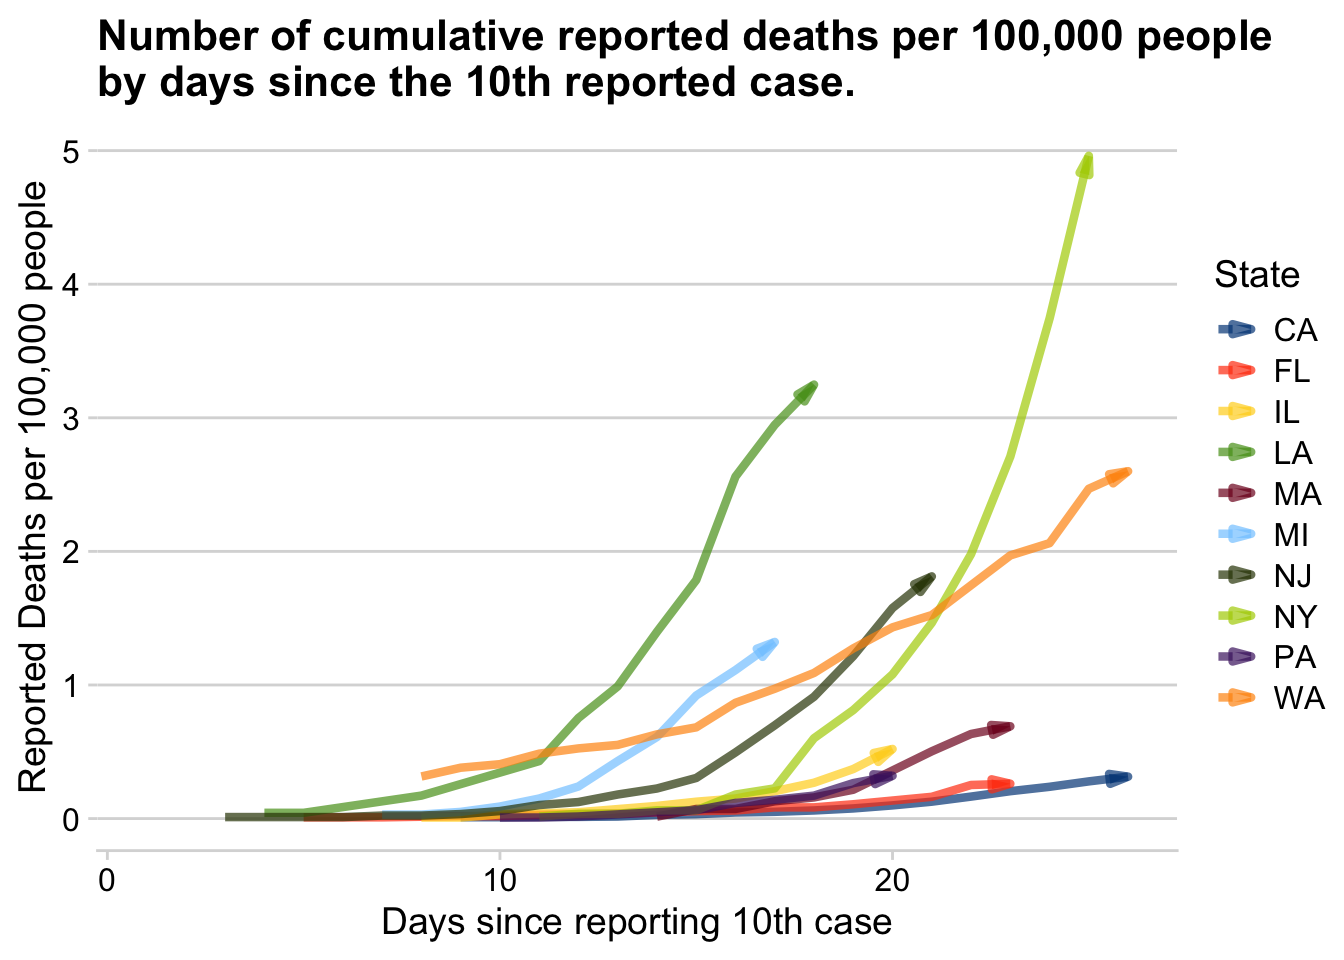 Number of cumulative reported deaths per 100,000 people
by days since the 10th reported case.
Reported Deaths per 100,000 people
5
4
3
2
1
0
0
10
20
Days since reporting 10th case
State
CA
FL
IL
LA
MA
MI
NJ
NY
PA
WA